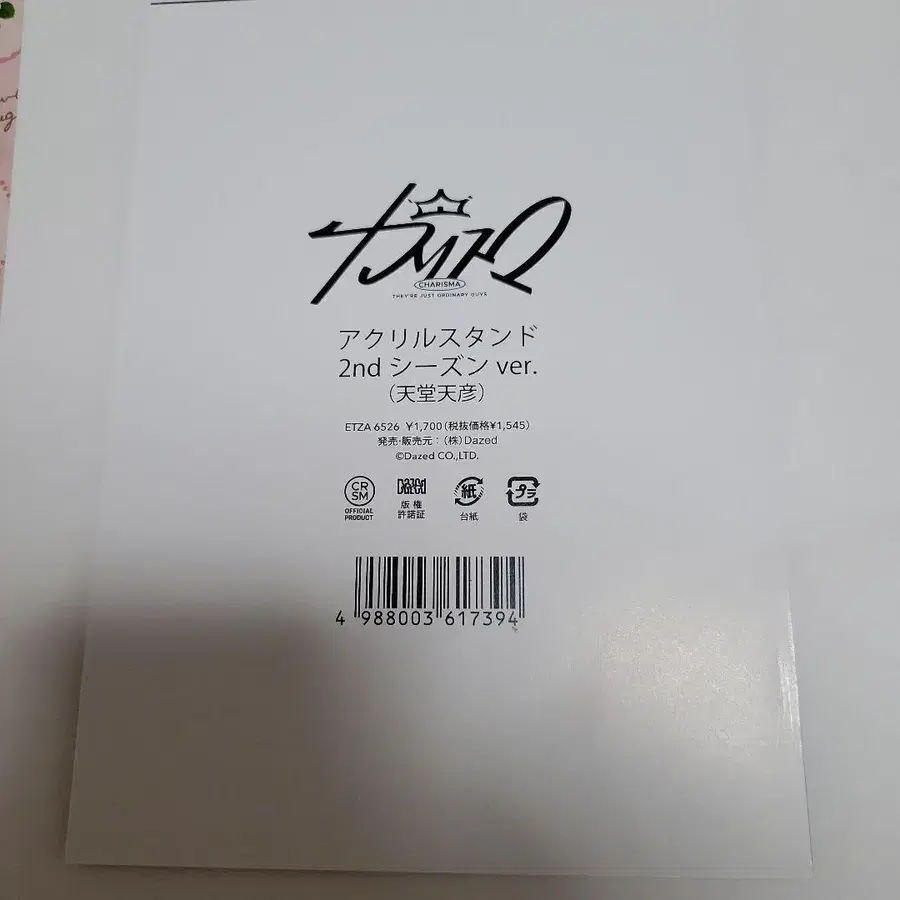 カリスマ
CHARISMA
THEY'RE JUST ORDINARY GUYS
アクリルスタンド
2nd シーズン ver.
（天堂天彦）
ETZA 6526 ¥1,700（税抜価格¥1,545）
発売・販売元：（株）Dazed
©Dazed CO.,LTD.
CR
SM
OFFICIAL
PRODUCT
Dazed
版権
許諾証
紙
台紙
プラ
袋
4 988003 617394